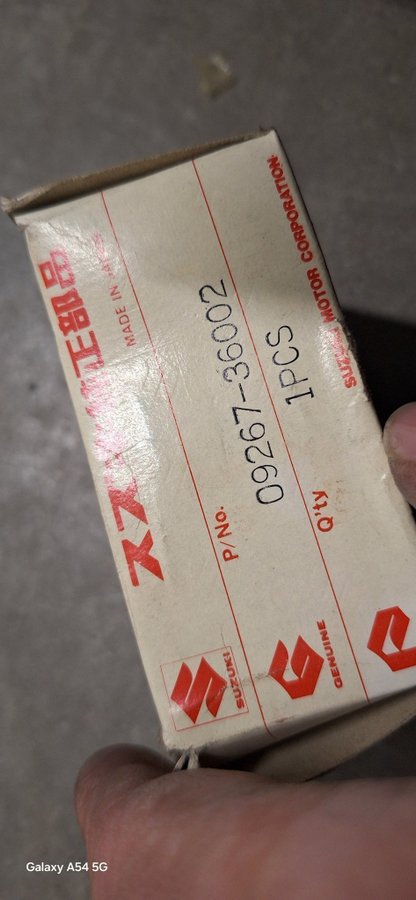 スズキ純正部品
MADE IN JAPAN
P/No. 09267-36002
Q'ty 1PCS
SUZUKI MOTOR CORPORATION
SUZUKI
GENUINE
Galaxy A54 5G